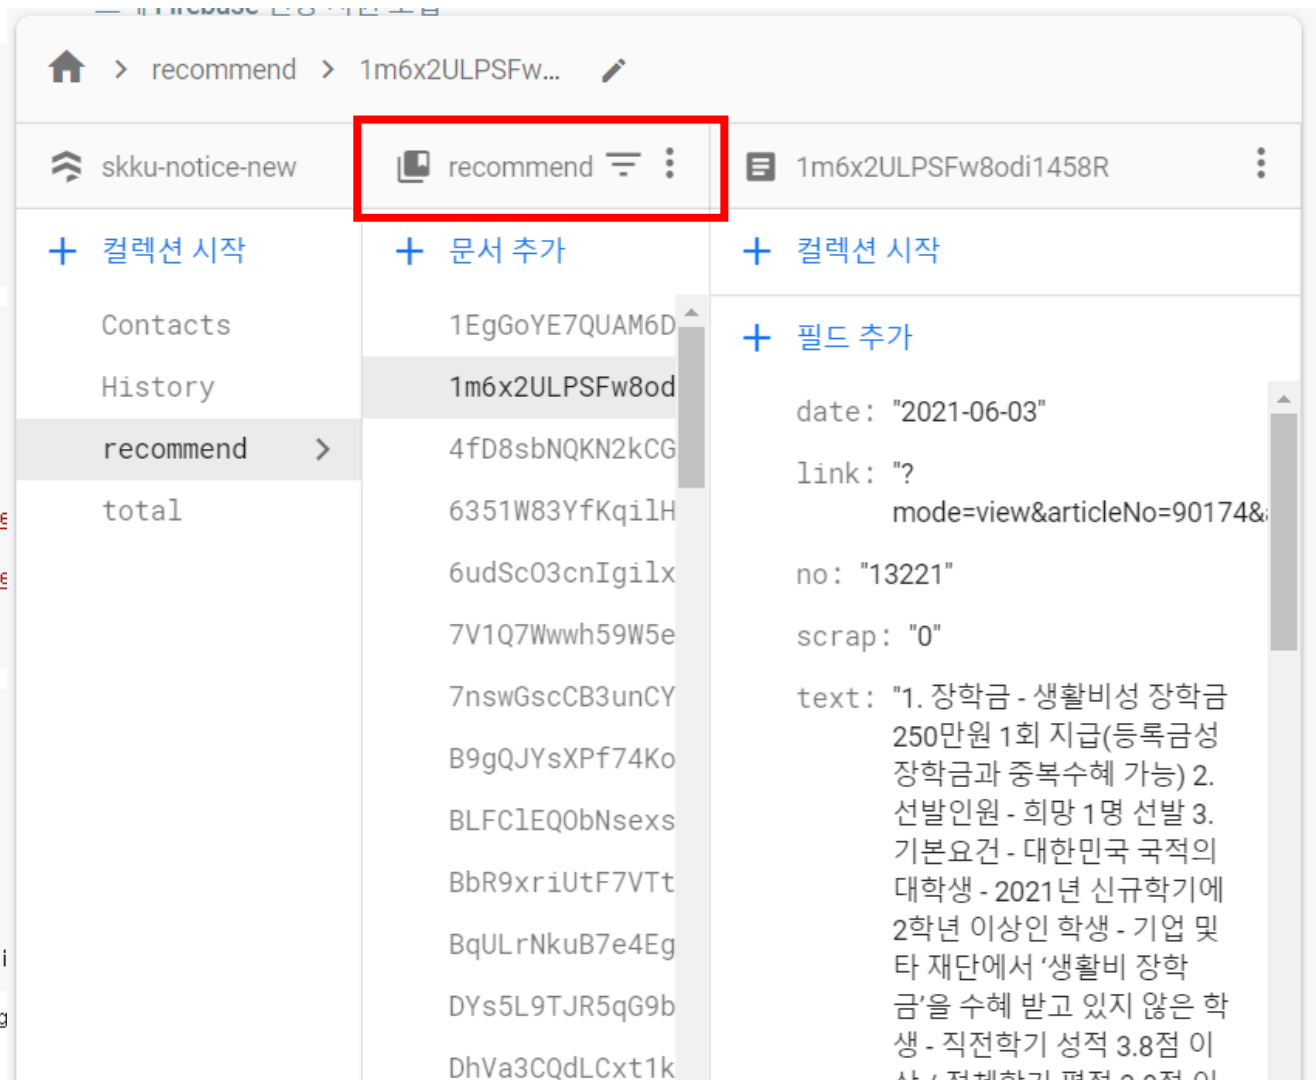 recommend > 1m6x2ULPSFw...
skku-notice-new
recommend
1m6x2ULPSFw8odi1458R
+ 컬렉션 시작
+ 문서 추가
+ 컬렉션 시작
Contacts
History
recommend >
total
1EgGoYE7QUAM6D
1m6x2ULPSFw8od
4fD8sbNQKN2kCG
6351W83YfKqilH
6udScO3cnIgilx
7V1Q7Wwwh59W5e
7nswGscCB3unCY
B9gQJYsXPf74Ko
BLFClEQObNsexs
BbR9xriUtF7VTt
BqULrNkuB7e4Eg
DYs5L9TJR5qG9b
DhVa3CQdLCxt1k
+ 필드 추가
date: "2021-06-03"
link: "?
mode=view&articleNo=90174&
no: "13221"
scrap: "0"
text: "1. 장학금 - 생활비성 장학금
250만원 1회 지급(등록금성
장학금과 중복수혜 가능) 2.
선발인원 - 희망 1명 선발 3.
기본요건 - 대한민국 국적의
대학생 - 2021년 신규학기에
2학년 이상인 학생 - 기업 및
타 재단에서 ‘생활비 장학
금’을 수혜 받고 있지 않은 학
생 - 직전학기 성적 3.8점 이